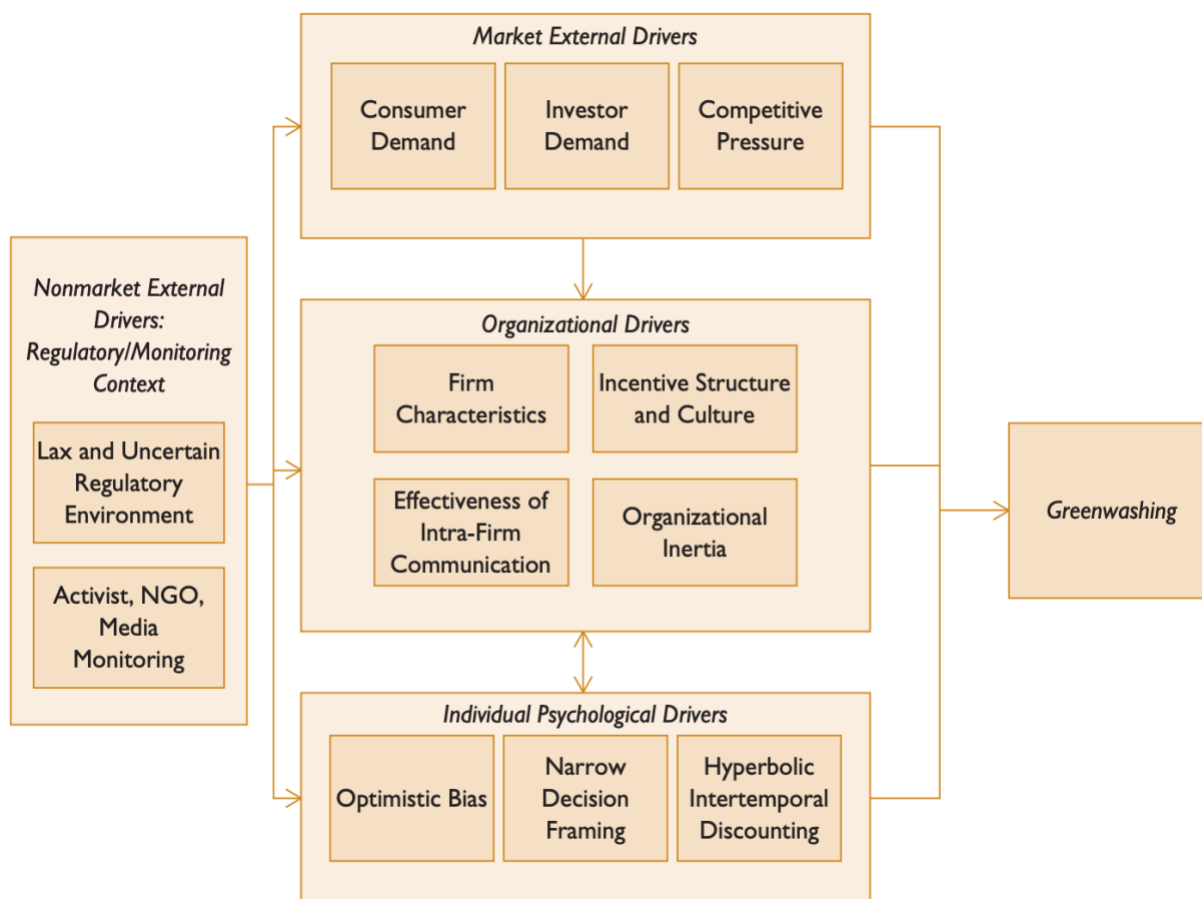 Market External Drivers
Consumer
Demand
Investor
Demand
Competitive
Pressure
Nonmarket External
Drivers:
Regulatory/Monitoring
Context
Lax and Uncertain
Regulatory
Environment
Activist, NGO,
Media
Monitoring
Organizational Drivers
Firm
Characteristics
Incentive Structure
and Culture
Effectiveness of
Intra-Firm
Communication
Organizational
Inertia
Individual Psychological Drivers
Optimistic Bias
Narrow
Decision
Framing
Hyperbolic
Intertemporal
Discounting
Greenwashing